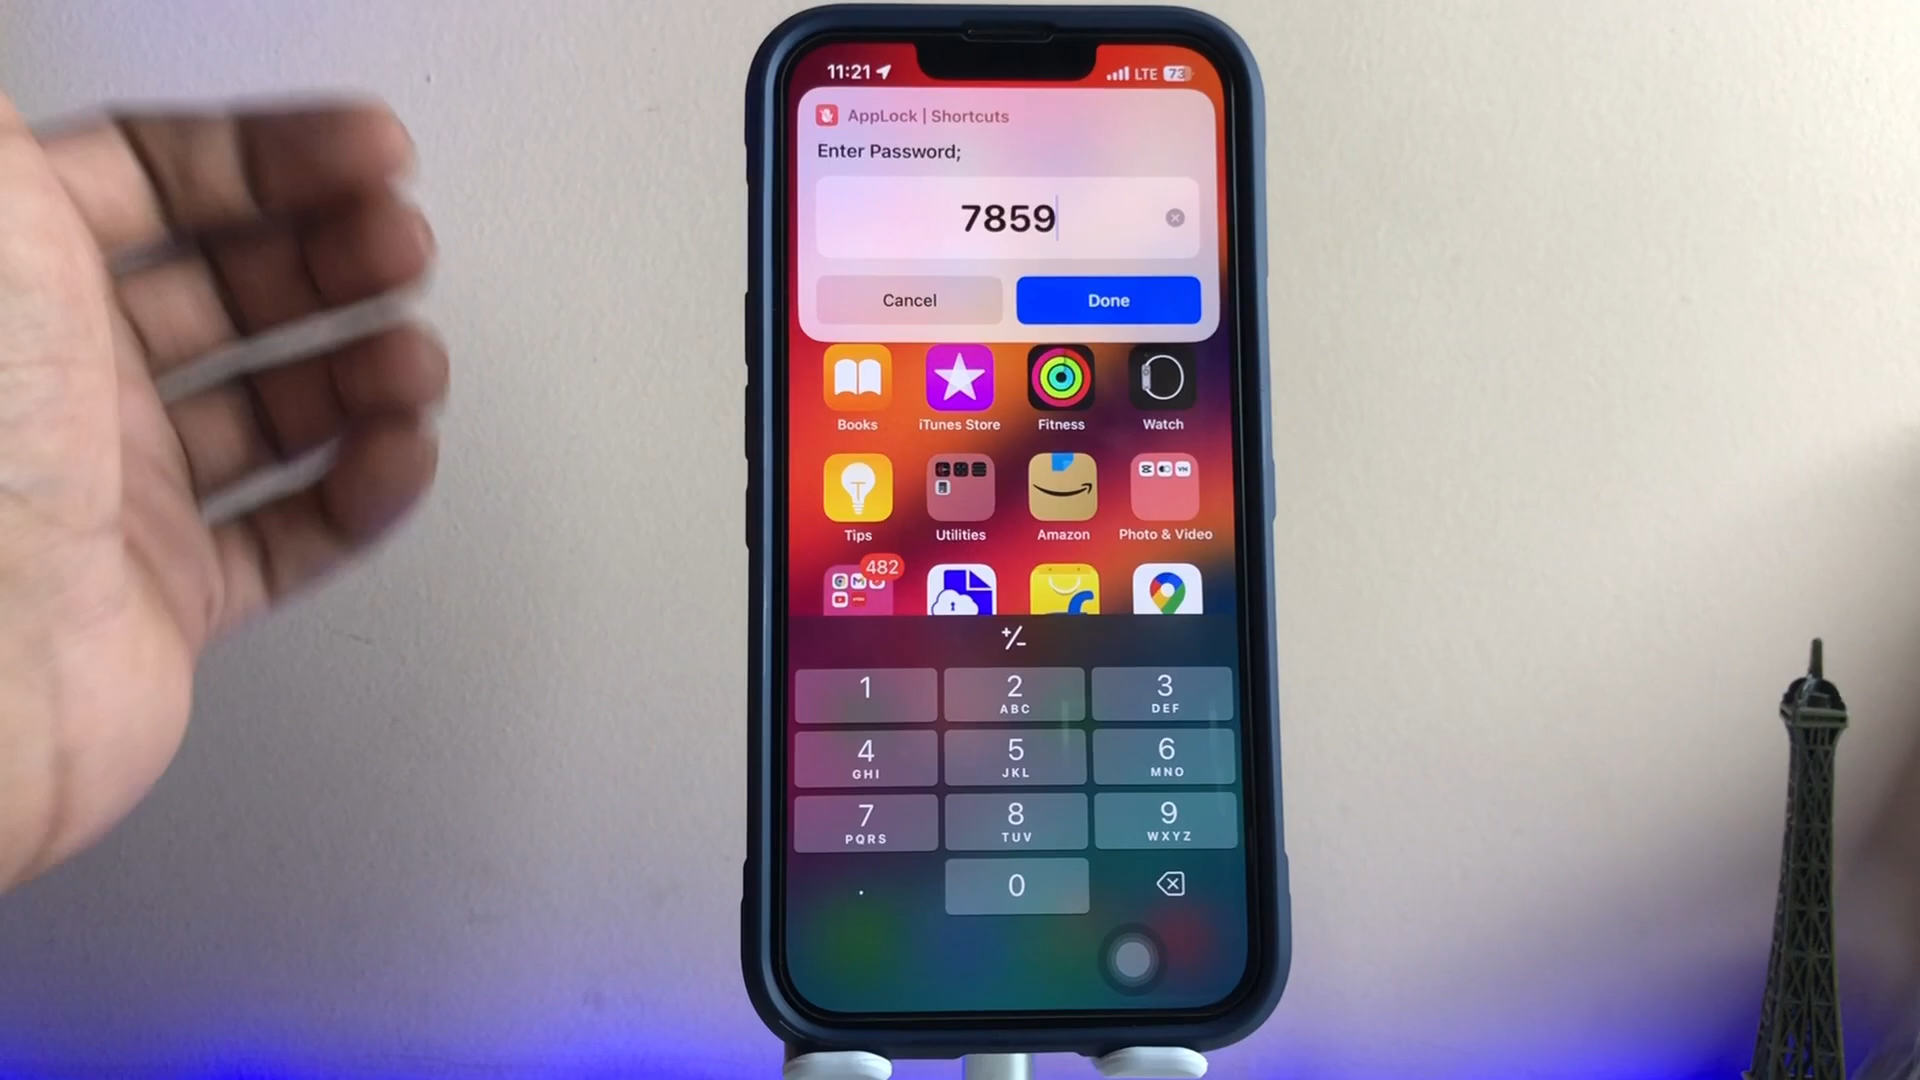 11:21
LTE 73
AppLock | Shortcuts
Enter Password;
7859
Cancel
Done
Books
iTunes Store
Fitness
Watch
Tips
Utilities
Amazon
Photo & Video
482
+/-
1
2
ABC
3
DEF
4
GHI
5
JKL
6
MNO
7
PQRS
8
TUV
9
WXYZ
.
0